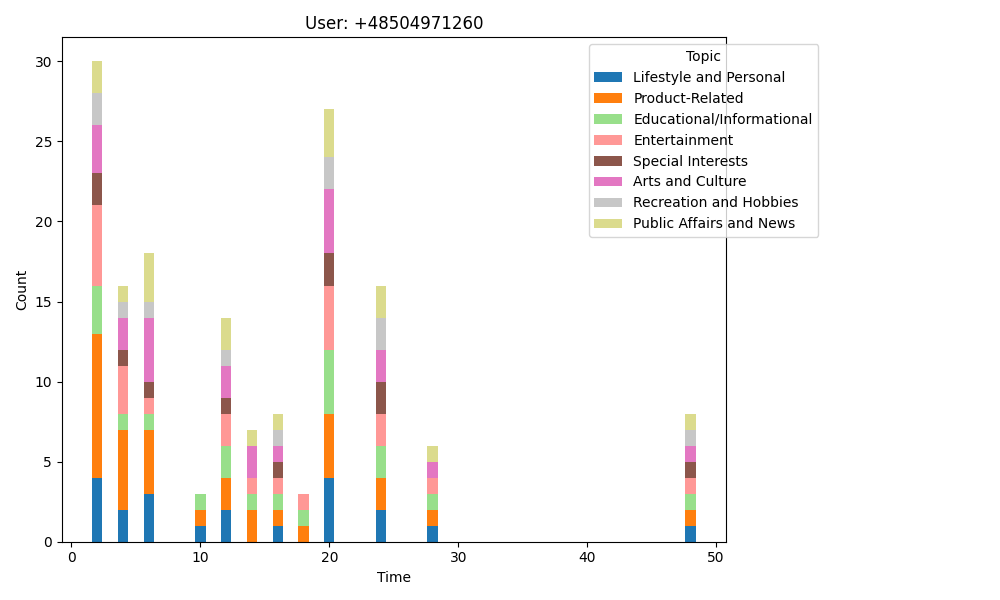 User: +48504971260
Topic
Lifestyle and Personal
Product-Related
Educational/Informational
Entertainment
Special Interests
Arts and Culture
Recreation and Hobbies
Public Affairs and News
Count
30
25
20
15
10
5
0
0 10 20 30 40 50
Time